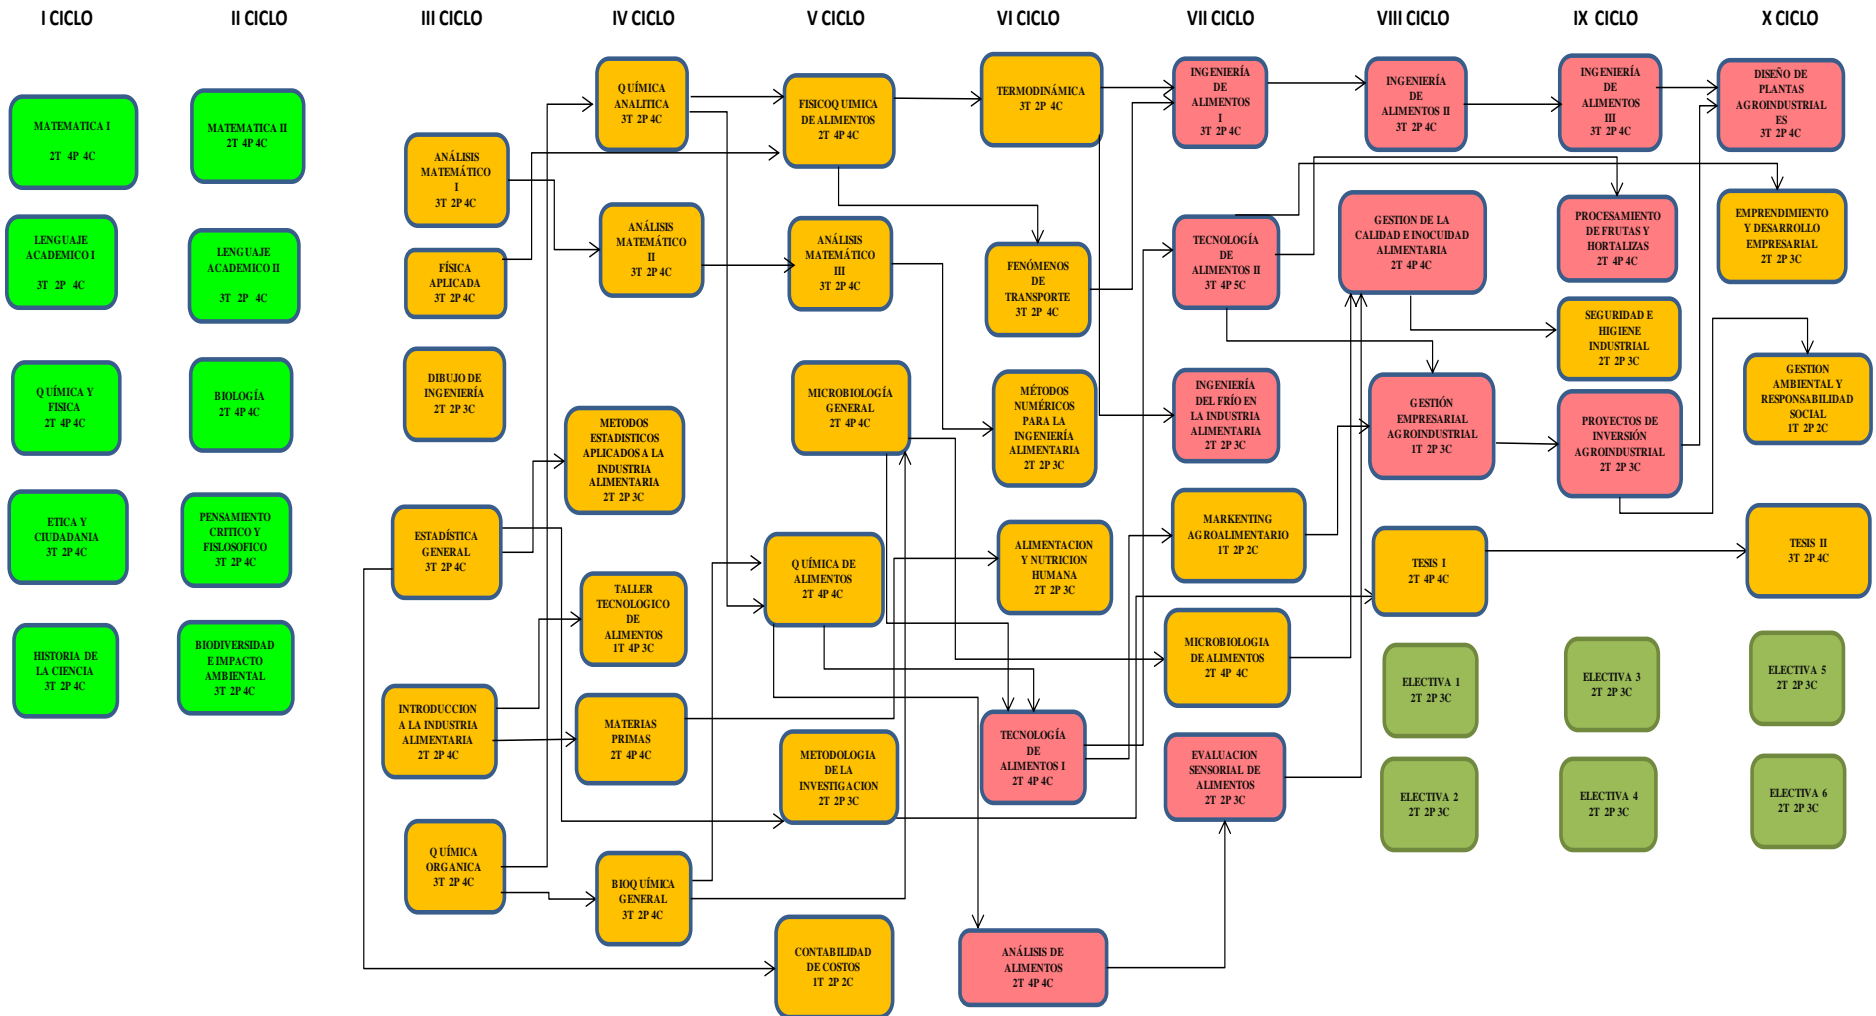 I CICLO
II CICLO
III CICLO
IV CICLO
V CICLO
VI CICLO
VII CICLO
VIII CICLO
IX CICLO
X CICLO
MATEMATICA I
2T 4P 4C
LENGUAJE
ACADEMICO I
3T 2P 4C
QUÍMICA Y
FISICA
2T 4P 4C
ETICA Y
CIUDADANIA
3T 2P 4C
HISTORIA DE
LA CIENCIA
3T 2P 4C
MATEMATICA II
2T 4P 4C
LENGUAJE
ACADEMICO II
3T 2P 4C
BIOLOGÍA
2T 4P 4C
PENSAMIENTO
CRITICO Y
FISLOSOFICO
3T 2P 4C
BIODIVERSIDAD
E IMPACTO
AMBIENTAL
3T 2P 4C
ANÁLISIS
MATEMÁTICO
I
3T 2P 4C
FÍSICA
APLICADA
3T 2P 4C
DIBUJO DE
INGENIERÍA
2T 2P 3C
ESTADÍSTICA
GENERAL
3T 2P 4C
INTRODUCCION
A LA INDUSTRIA
ALIMENTARIA
2T 2P 4C
QUÍMICA
ORGANICA
3T 2P 4C
QUÍMICA
ANALITICA
3T 2P 4C
ANÁLISIS
MATEMÁTICO
II
3T 2P 4C
METODOS
ESTADISTICOS
APLICADOS A LA
INDUSTRIA
ALIMENTARIA
2T 2P 3C
TALLER
TECNOLOGICO
DE
ALIMENTOS
1T 4P 3C
MATERIAS
PRIMAS
2T 4P 4C
BIOQUÍMICA
GENERAL
3T 2P 4C
FISICOQUIMICA
DE ALIMENTOS
2T 4P 4C
ANÁLISIS
MATEMÁTICO
III
3T 2P 4C
MICROBIOLOGÍA
GENERAL
2T 4P 4C
QUÍMICA DE
ALIMENTOS
2T 4P 4C
METODOLOGIA
DE LA
INVESTIGACION
2T 2P 3C
CONTABILIDAD
DE COSTOS
1T 2P 2C
TERMODINÁMICA
3T 2P 4C
FENÓMENOS
DE
TRANSPORTE
3T 2P 4C
MÉTODOS
NUMÉRICOS
PARA LA
INGENIERÍA
ALIMENTARIA
2T 2P 3C
ALIMENTACION
Y NUTRICION
HUMANA
2T 2P 3C
TECNOLOGÍA
DE
ALIMENTOS I
2T 4P 4C
ANÁLISIS DE
ALIMENTOS
2T 4P 4C
INGENIERÍA
DE
ALIMENTOS
I
3T 2P 4C
TECNOLOGÍA
DE
ALIMENTOS II
3T 4P 5C
INGENIERÍA
DEL FRÍO EN
LA INDUSTRIA
ALIMENTARIA
2T 2P 3C
MARKENTING
AGROALIMENTARIO
1T 2P 2C
MICROBIOLOGIA
DE ALIMENTOS
2T 4P 4C
EVALUACION
SENSORIAL DE
ALIMENTOS
2T 2P 3C
INGENIERÍA
DE
ALIMENTOS II
3T 2P 4C
GESTION DE LA
CALIDAD E INOCUIDAD
ALIMENTARIA
2T 4P 4C
GESTIÓN
EMPRESARIAL
AGROINDUSTRIAL
1T 2P 3C
TESIS I
2T 4P 4C
ELECTIVA 1
2T 2P 3C
ELECTIVA 2
2T 2P 3C
INGENIERÍA
DE
ALIMENTOS
III
3T 2P 4C
PROCESAMIENTO
DE FRUTAS Y
HORTALIZAS
2T 4P 4C
SEGURIDAD E
HIGIENE
INDUSTRIAL
2T 2P 3C
PROYECTOS DE
INVERSIÓN
AGROINDUSTRIAL
2T 2P 3C
ELECTIVA 3
2T 2P 3C
ELECTIVA 4
2T 2P 3C
DISEÑO DE
PLANTAS
AGROINDUSTRIAL
ES
3T 2P 4C
EMPRENDIMIENTO
Y DESARROLLO
EMPRESARIAL
2T 2P 3C
GESTION
AMBIENTAL Y
RESPONSABILIDAD
SOCIAL
1T 2P 2C
TESIS II
3T 2P 4C
ELECTIVA 5
2T 2P 3C
ELECTIVA 6
2T 2P 3C